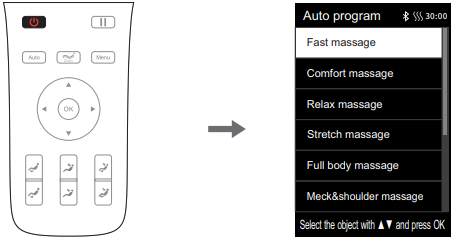 Auto
Menu
OK
Auto program 30:00
Fast massage
Comfort massage
Relax massage
Stretch massage
Full body massage
Meck&shoulder massage
Select the object with ▲▼ and press OK